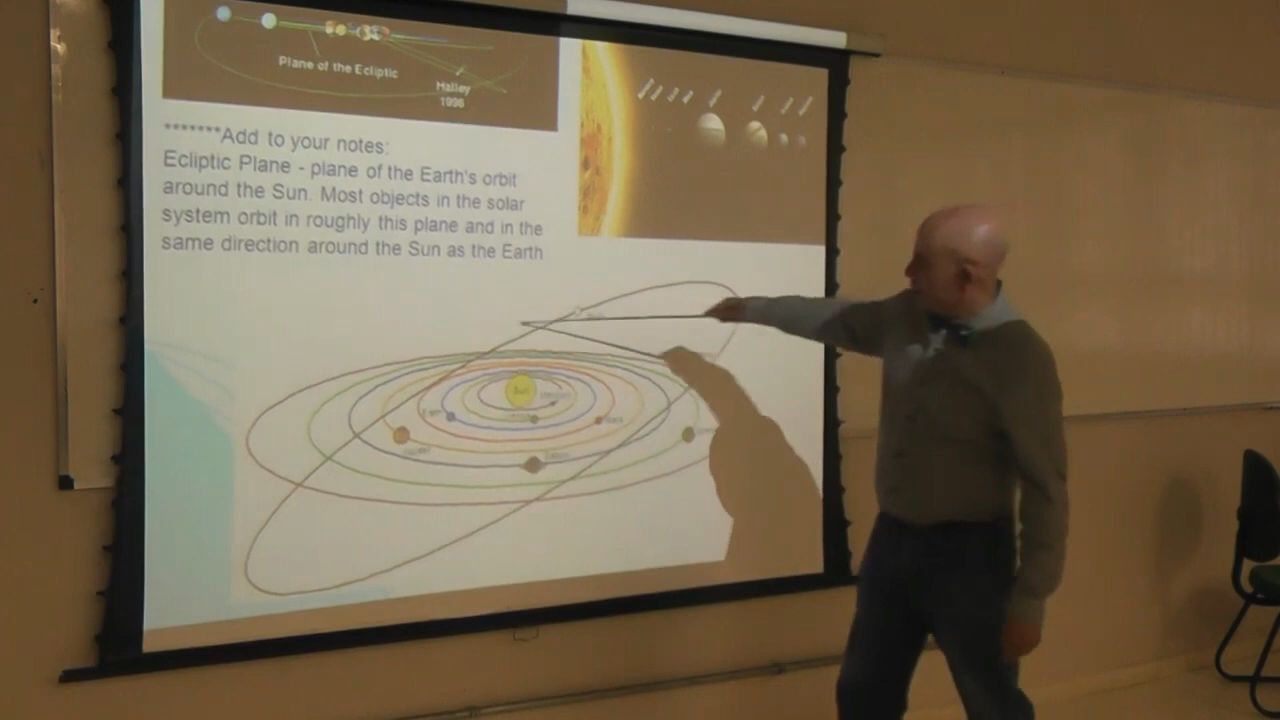 Plane of the Ecliptic
Halley
1996
*******Add to your notes:
Ecliptic Plane - plane of the Earth's orbit
around the Sun. Most objects in the solar
system orbit in roughly this plane and in the
same direction around the Sun as the Earth
Sun